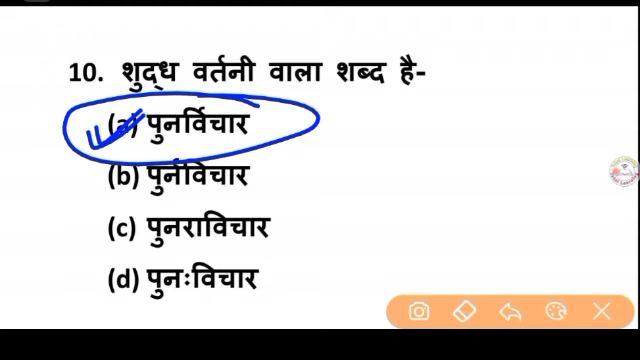 10. शुद्ध वर्तनी वाला शब्द है-
(a) पुनर्विचार
(b) पुर्नविचार
(c) पुनराविचार
(d) पुनःविचार